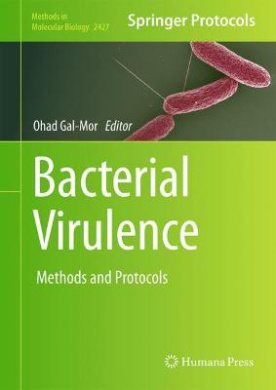 Methods in
Molecular Biology 2427
Springer Protocols
Ohad Gal-Mor Editor
Bacterial
Virulence
Methods and Protocols
Humana Press